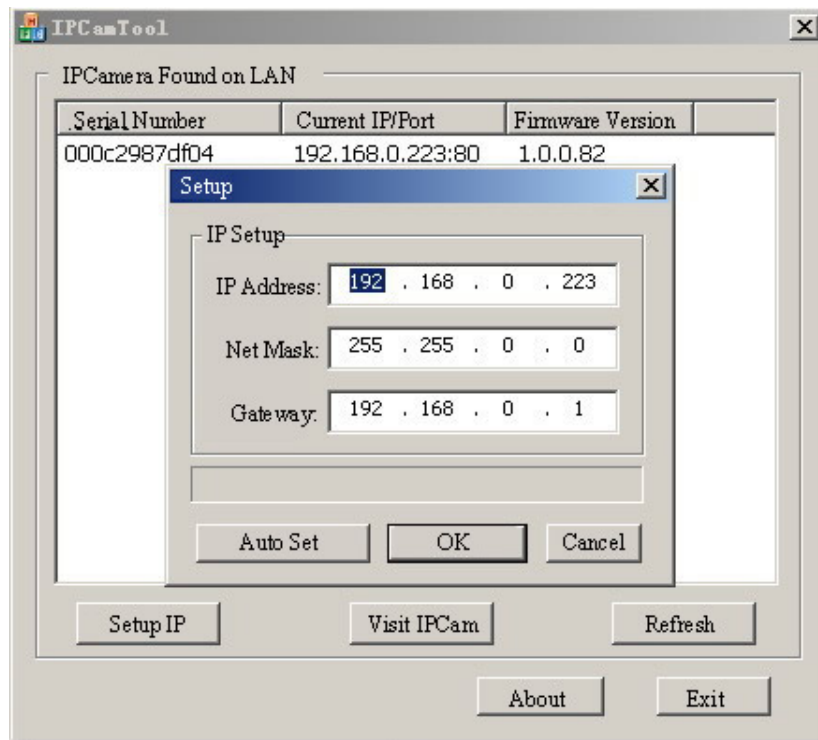 IPCamTool
IPCamera Found on LAN
Serial Number Current IP/Port Firmware Version
000c2987df04 192.168.0.223:80 1.0.0.82
Setup
IP Setup
IP Address: 192 . 168 . 0 . 223
Net Mask: 255 . 255 . 0 . 0
Gateway: 192 . 168 . 0 . 1
Auto Set OK Cancel
Setup IP Visit IPCam Refresh
About Exit